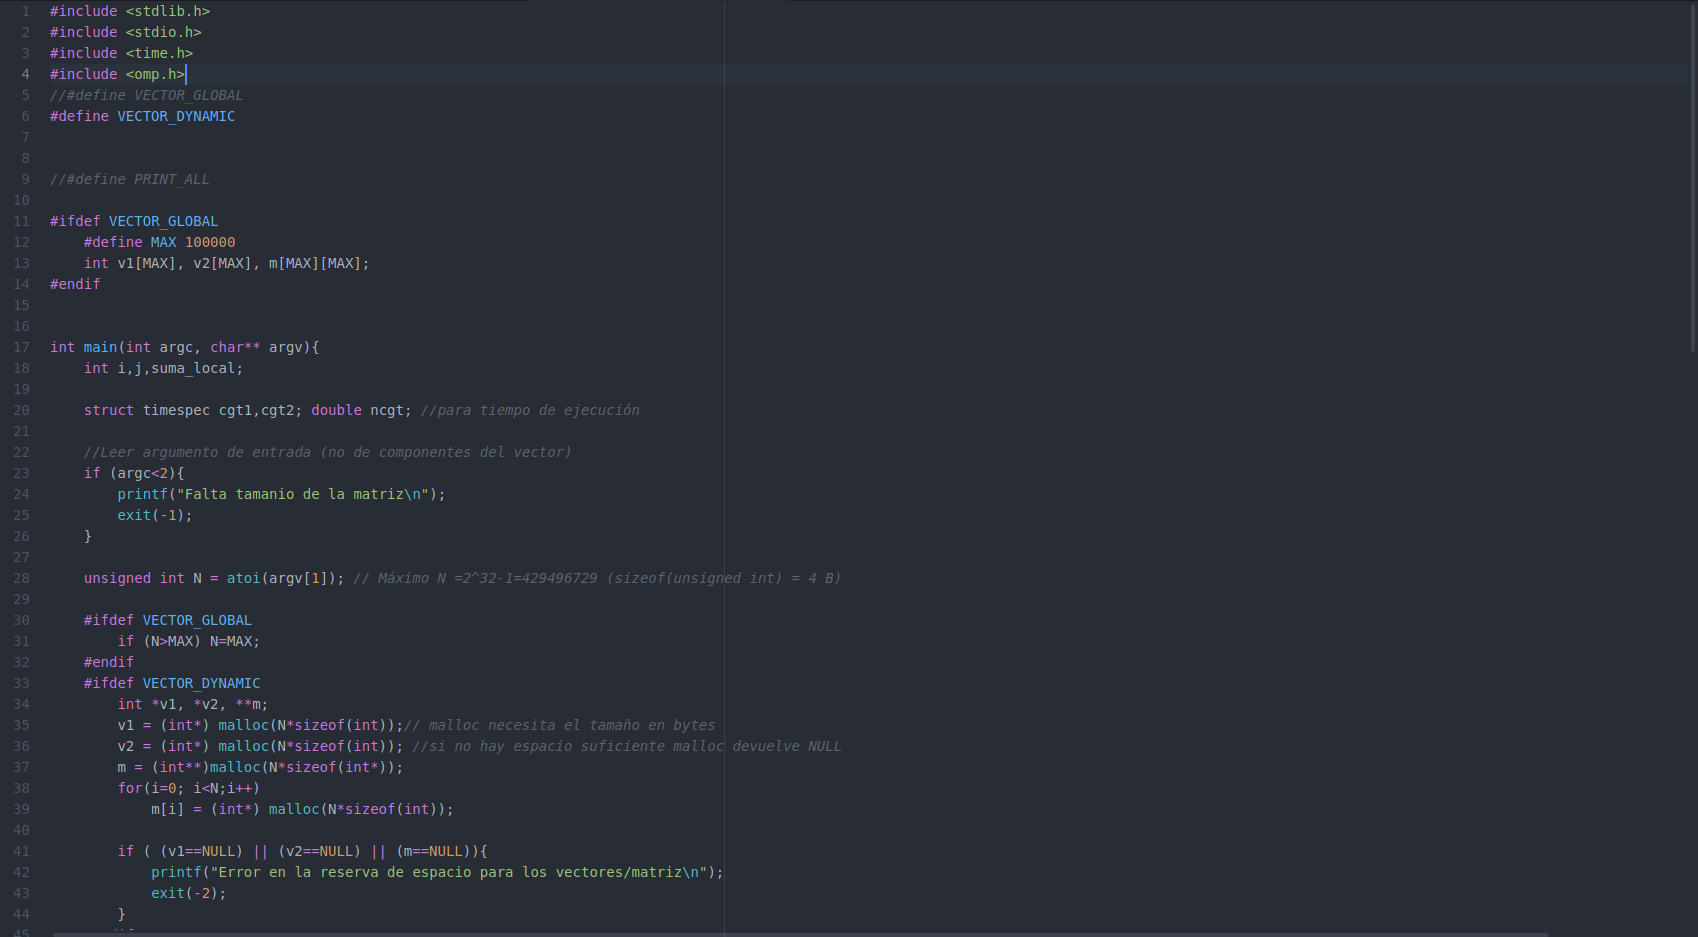 1 #include <stdlib.h>
2 #include <stdio.h>
3 #include <time.h>
4 #include <omp.h>
5 //#define VECTOR_GLOBAL
6 #define VECTOR_DYNAMIC
7
8
9 //#define PRINT_ALL
10
11 #ifdef VECTOR_GLOBAL
12     #define MAX 100000
13     int v1[MAX], v2[MAX], m[MAX][MAX];
14 #endif
15
16
17 int main(int argc, char** argv){
18     int i,j,suma_local;
19
20     struct timespec cgt1,cgt2; double ncgt; //para tiempo de ejecución
21
22     //Leer argumento de entrada (no de componentes del vector)
23     if (argc<2){
24         printf("Falta tamanio de la matriz\n");
25         exit(-1);
26     }
27
28     unsigned int N = atoi(argv[1]); // Máximo N =2^32-1=429496729 (sizeof(unsigned int) = 4 B)
29
30     #ifdef VECTOR_GLOBAL
31         if (N>MAX) N=MAX;
32     #endif
33     #ifdef VECTOR_DYNAMIC
34         int *v1, *v2, **m;
35         v1 = (int*) malloc(N*sizeof(int));// malloc necesita el tamaño en bytes
36         v2 = (int*) malloc(N*sizeof(int)); //si no hay espacio suficiente malloc devuelve NULL
37         m = (int**)malloc(N*sizeof(int*));
38         for(i=0; i<N;i++)
39             m[i] = (int*) malloc(N*sizeof(int));
40
41         if ( (v1==NULL) || (v2==NULL) || (m==NULL)){
42             printf("Error en la reserva de espacio para los vectores/matriz\n");
43             exit(-2);
44         }
45